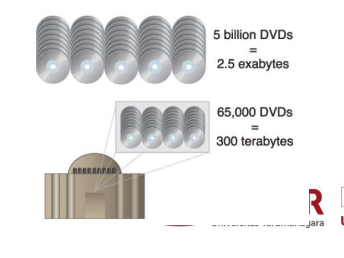 5 billion DVDs
=
2.5 exabytes
65,000 DVDs
=
300 terabytes
R